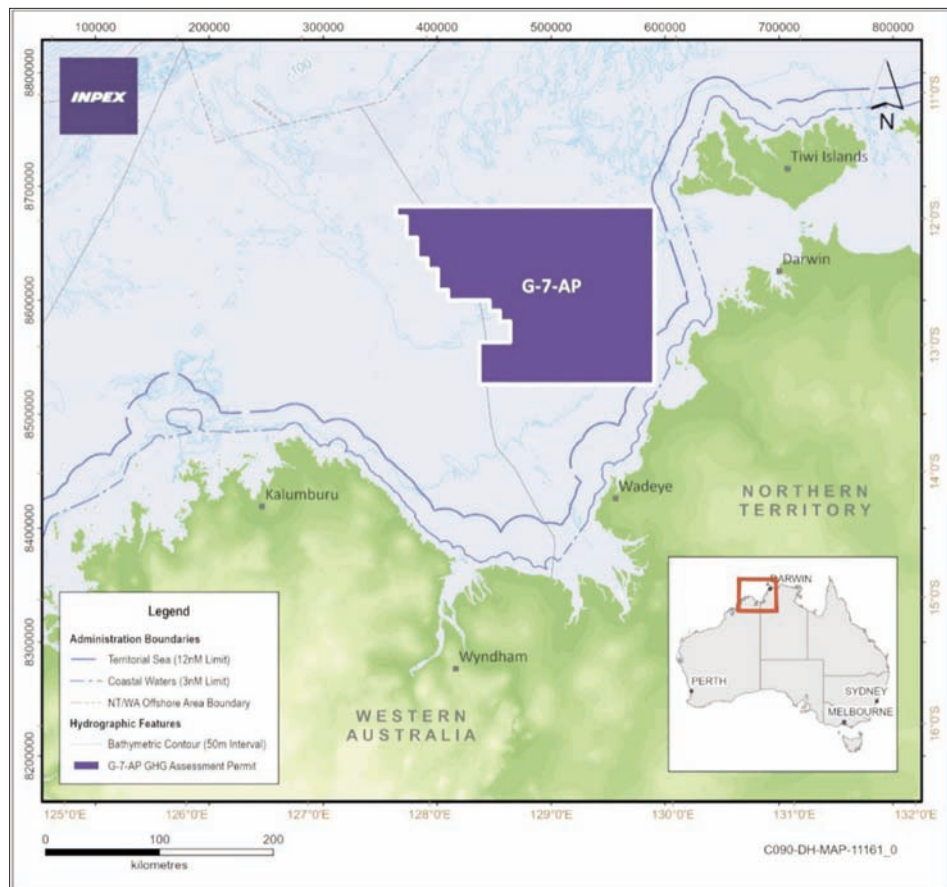 100000 200000 300000 400000 500000 600000 700000 800000
8800000
8700000
8600000
8500000
8400000
8300000
8200000
11°0'S
12°0'S
13°0'S
14°0'S
15°0'S
16°0'S
INPEX
-100
N
Tiwi Islands
Darwin
G-7-AP
Kalumburu
Wadeye
NORTHERN
TERRITORY
Wyndham
WESTERN
AUSTRALIA
Legend
Administration Boundaries
Territorial Sea (12nM Limit)
Coastal Waters (3nM Limit)
NT/WA Offshore Area Boundary
Hydrographic Features
Bathymetric Contour (50m Interval)
G-7-AP GHG Assessment Permit
DARWIN
PERTH
SYDNEY
MELBOURNE
125°0'E 126°0'E 127°0'E 128°0'E 129°0'E 130°0'E 131°0'E 132°0'E
0 100 200
kilometres
C090-DH-MAP-11161_0